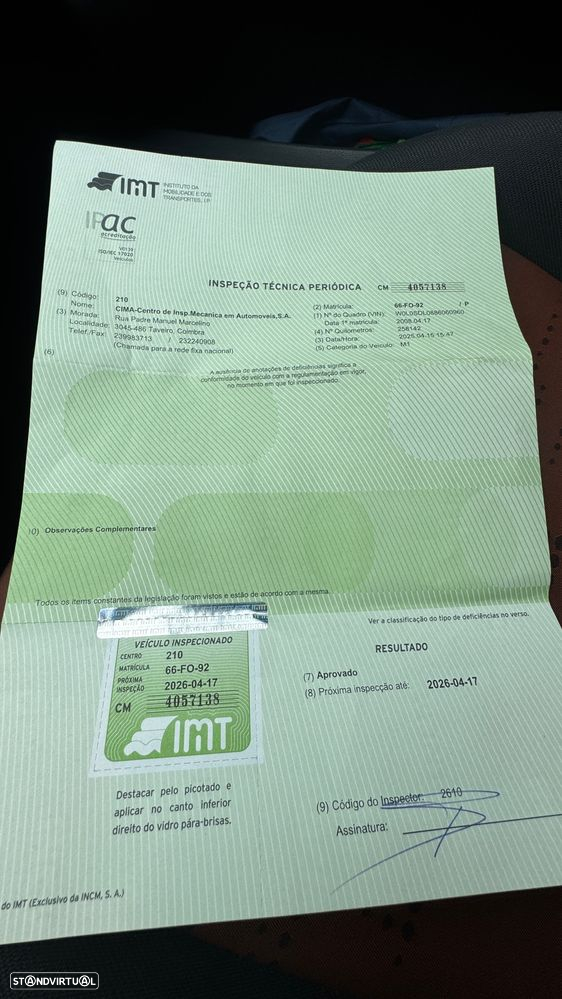 IMT INSTITUTO DA
MOBILIDADE E DOS
TRANSPORTES, I.P.
IPac
acreditação
V0139
ISO/IEC 17020
Veículos
INSPEÇÃO TÉCNICA PERIÓDICA CM 4057138
(9) Código: 210
Nome: CIMA-Centro de Insp.Mecanica em Automoveis,S.A.
(3) Morada: Rua Padre Manuel Marcelino
Localidade: 3045-486 Taveiro, Coimbra
Telef./Fax: 239983713 / 232240908
(Chamada para a rede fixa nacional)
(2) Matrícula: 66-FO-92 / P
(1) Nº do Quadro (VIN): W0L0SDL0886060960
Data 1ª matrícula: 2008.04.17
(4) Nº Quilometros: 258142
(3) Data/Hora: 2025.04.15 15:47
(5) Categoria do Veículo: M1
(6)
A ausência de anotações de deficiências significa a
conformidade do veículo com a regulamentação em vigor,
no momento em que foi inspeccionado.
0) Observações Complementares
Todos os itens constantes da legislação foram vistos e estão de acordo com a mesma.
Ver a classificação do tipo de deficiências no verso.
VEÍCULO INSPECIONADO
CENTRO 210
MATRÍCULA 66-FO-92
PRÓXIMA
INSPEÇÃO 2026-04-17
CM 4057138
IMT
RESULTADO
(7) Aprovado
(8) Próxima inspecção até: 2026-04-17
Destacar pelo picotado e
aplicar no canto inferior
direito do vidro pára-brisas.
(9) Código do Inspector: 2610
Assinatura:
do IMT (Exclusivo da INCM, S. A.)
STANDVIRTUAL